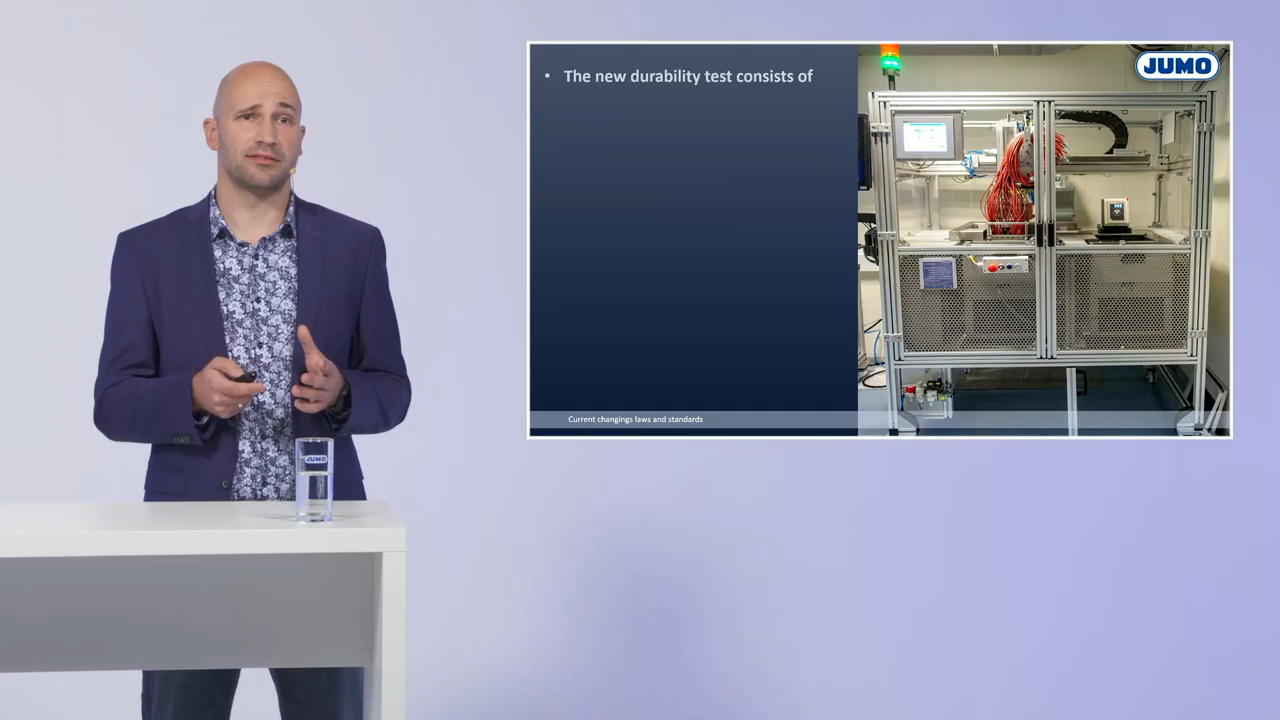 • The new durability test consists of
JUMO
Current changings laws and standards
JUMO